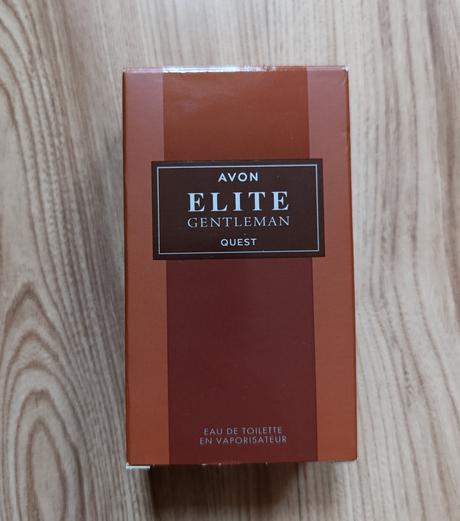 AVON
ELITE
GENTLEMAN
QUEST
EAU DE TOILETTE
EN VAPORISATEUR